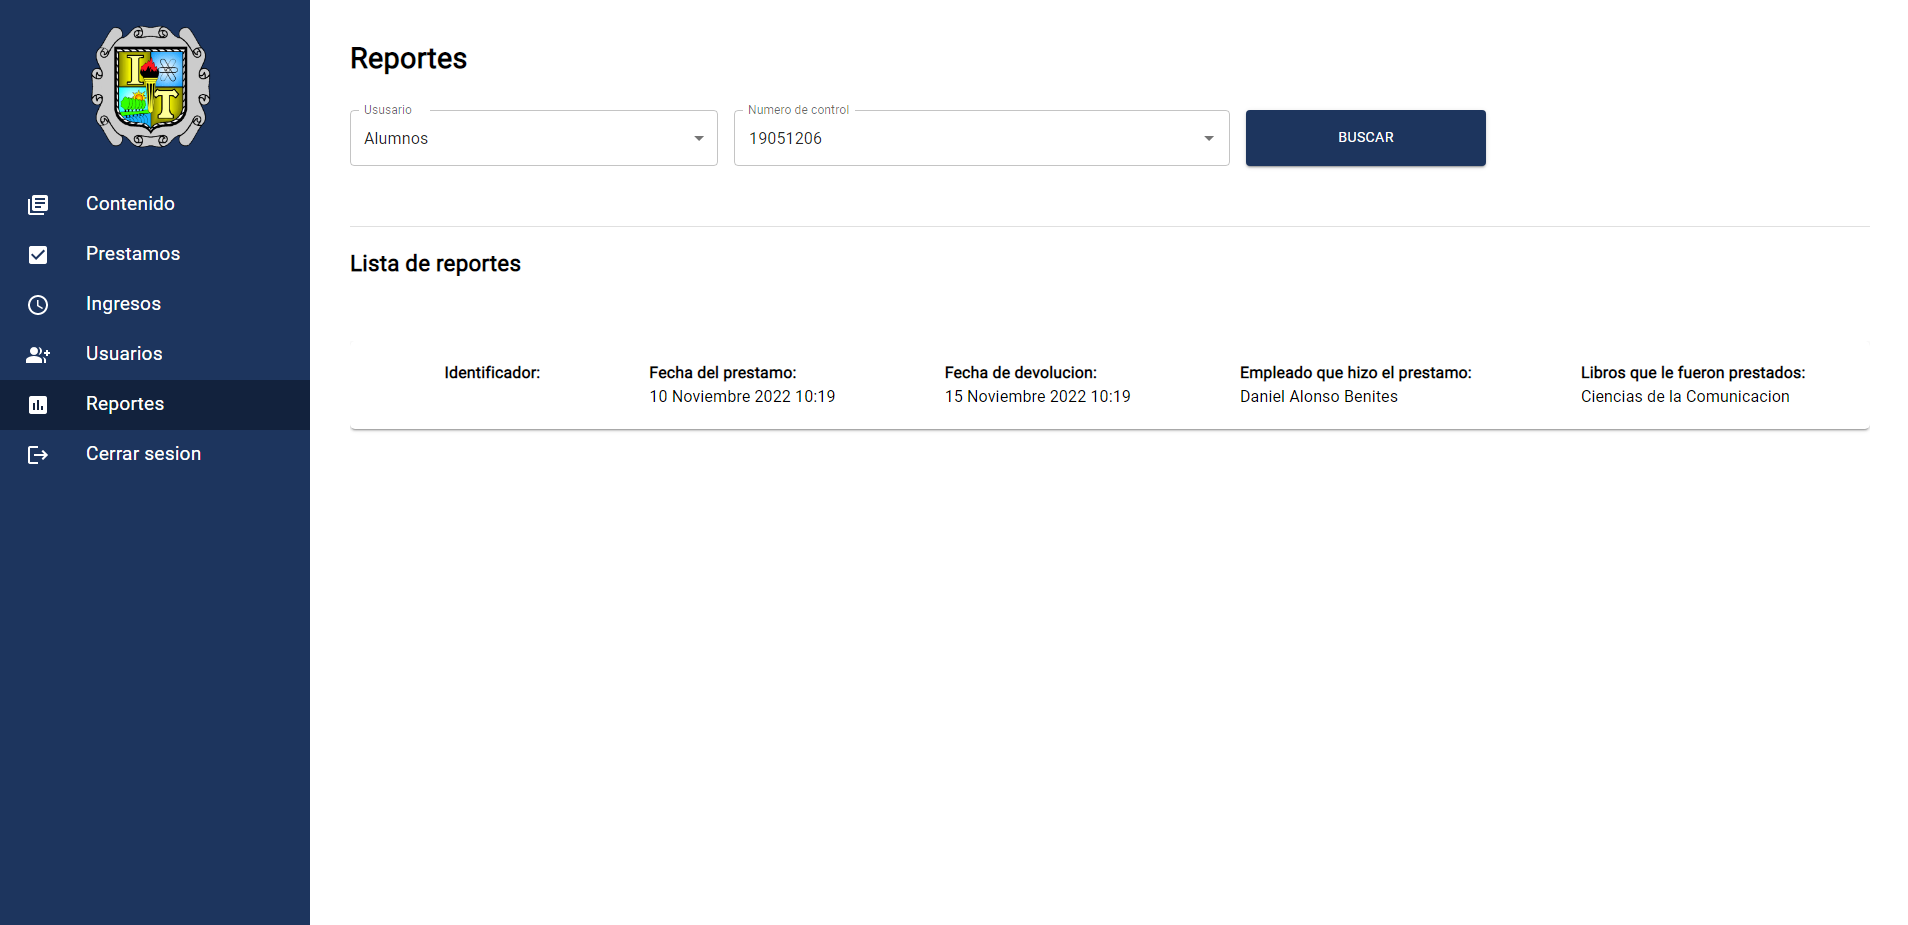 I T
Contenido
Prestamos
Ingresos
Usuarios
Reportes
Cerrar sesion
Reportes
Ususario
Alumnos
Numero de control
19051206
BUSCAR
Lista de reportes
Identificador:
Fecha del prestamo:
10 Noviembre 2022 10:19
Fecha de devolucion:
15 Noviembre 2022 10:19
Empleado que hizo el prestamo:
Daniel Alonso Benites
Libros que le fueron prestados:
Ciencias de la Comunicacion